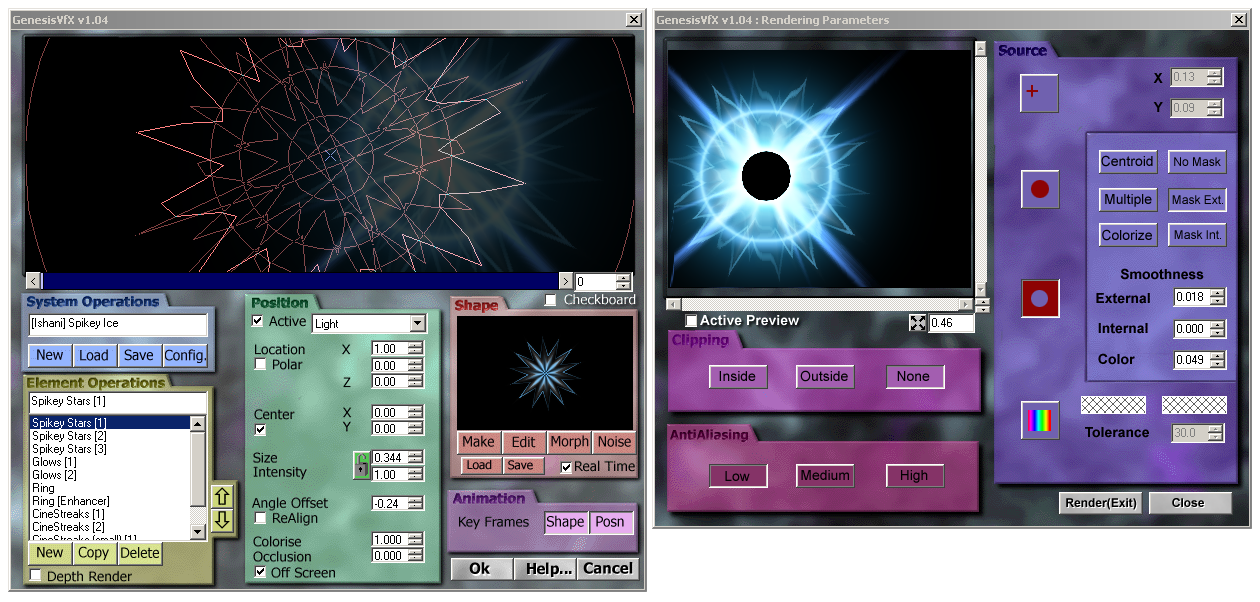 GenesisVfX v1.04
0
Checkboard
System Operations
[Ishani] Spikey Ice
New Load Save Config.
Element Operations
Spikey Stars [1]
Spikey Stars [1]
Spikey Stars [2]
Spikey Stars [3]
Glows [1]
Glows [2]
Ring
Ring [Enhancer]
CineStreaks [1]
CineStreaks [2]
CineStreaks (small) [1]
New Copy Delete
Depth Render
Position
Active Light
Location X 1.00
Polar 0.00
Z 0.00
Center X 0.00
Y 0.00
Size 0.344
Intensity 1.00
Angle Offset -0.24
ReAlign
Colorise 1.000
Occlusion 0.000
Off Screen
Shape
Make Edit Morph Noise
Load Save Real Time
Animation
Key Frames Shape Posn
Ok Help... Cancel
GenesisVfX v1.04 : Rendering Parameters
Active Preview 0.46
Clipping
Inside Outside None
AntiAliasing
Low Medium High
Source
X 0.13
Y 0.09
Centroid No Mask
Multiple Mask Ext.
Colorize Mask Int.
Smoothness
External 0.018
Internal 0.000
Color 0.049
Tolerance 30.0
Render(Exit) Close